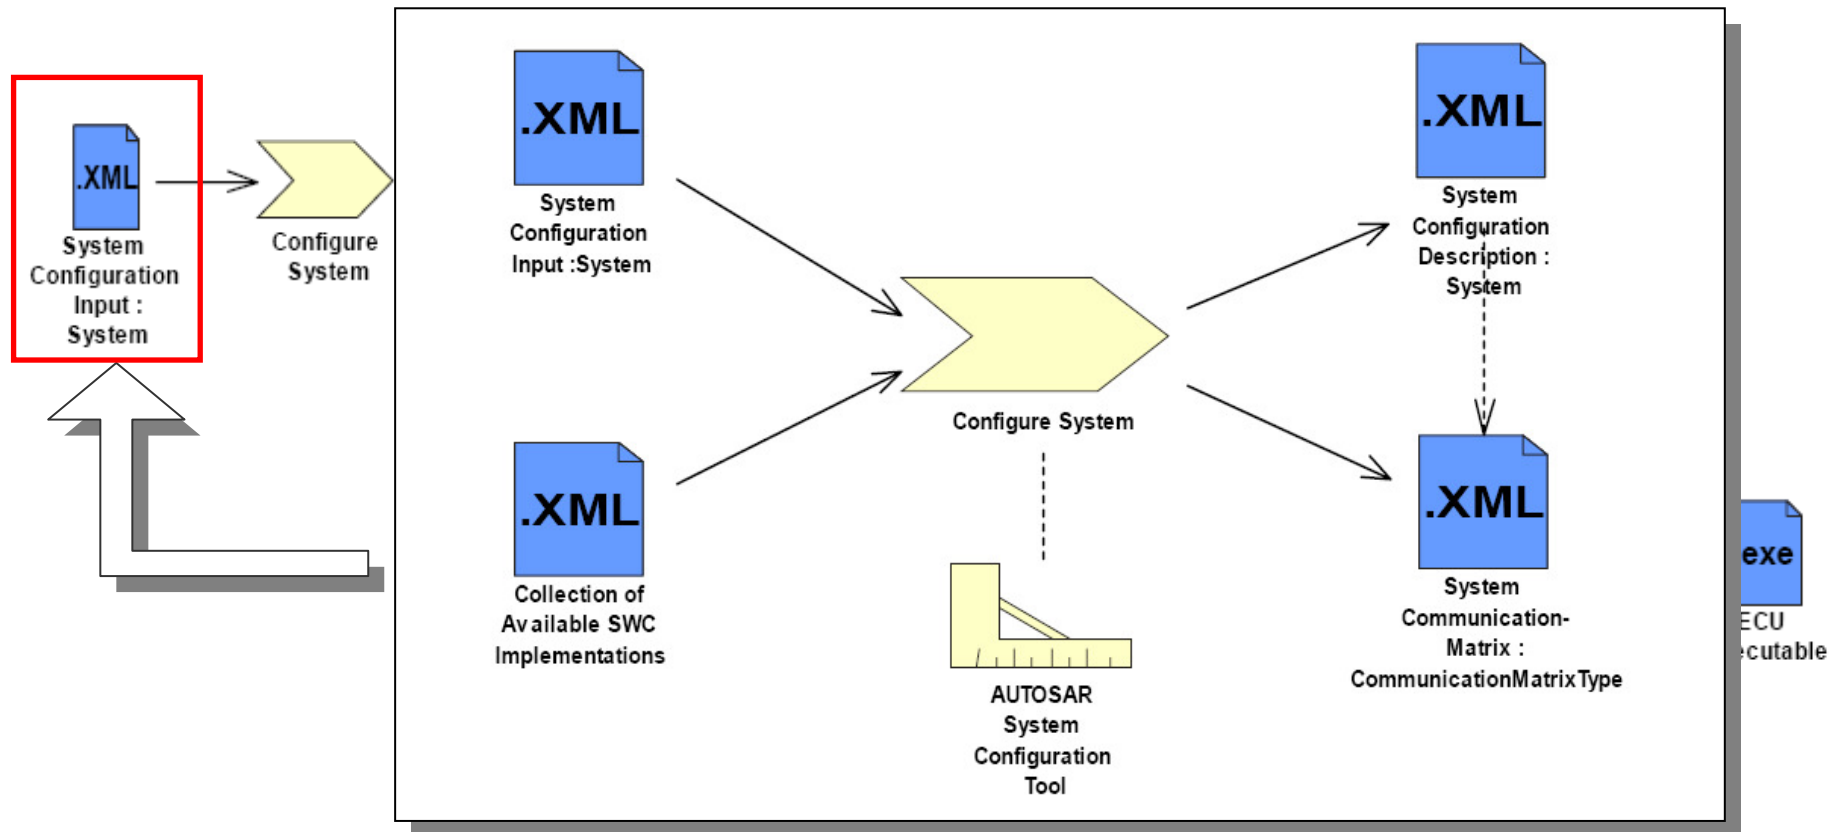 .XML
System
Configuration
Input :
System
Configure
System
.XML
System
Configuration
Input :System
.XML
Collection of
Available SWC
Implementations
Configure System
AUTOSAR
System
Configuration
Tool
.XML
System
Configuration
Description :
System
.XML
System
Communication-
Matrix :
CommunicationMatrixType
exe
ECU
ecutable